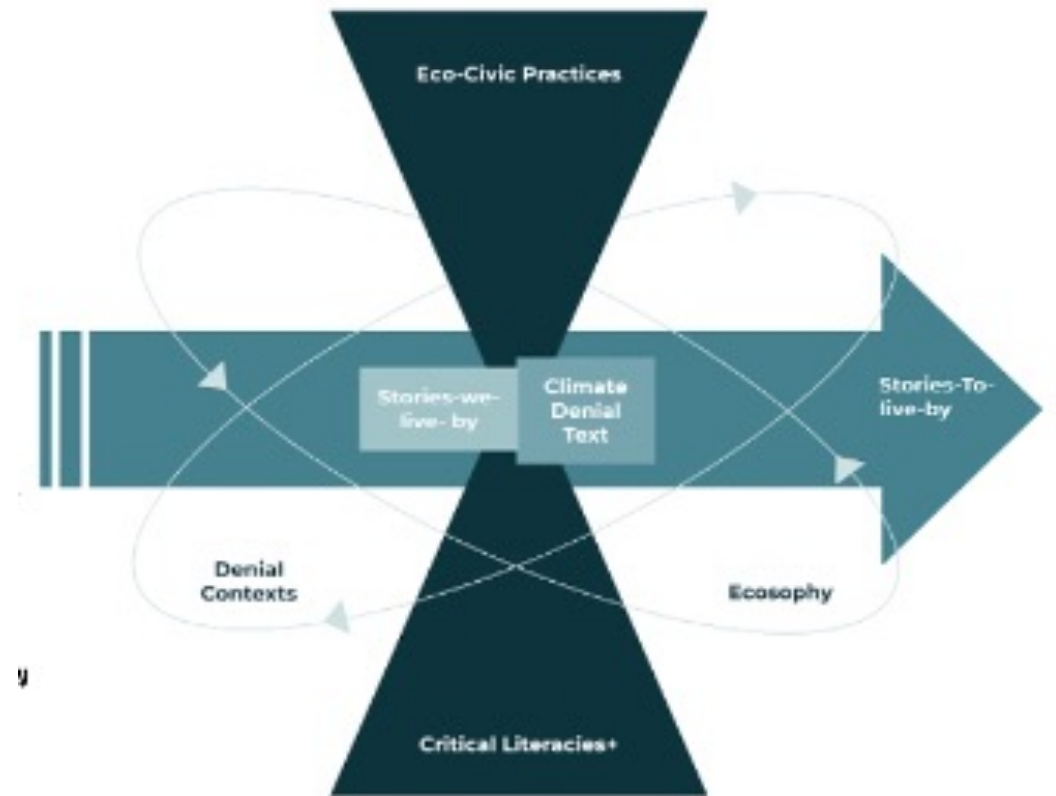 Eco-Civic Practices
Stories-we-
live- by
Climate
Denial
Text
Stories-To-
live-by
Denial
Contexts
Ecosophy
y
Critical Literacies+